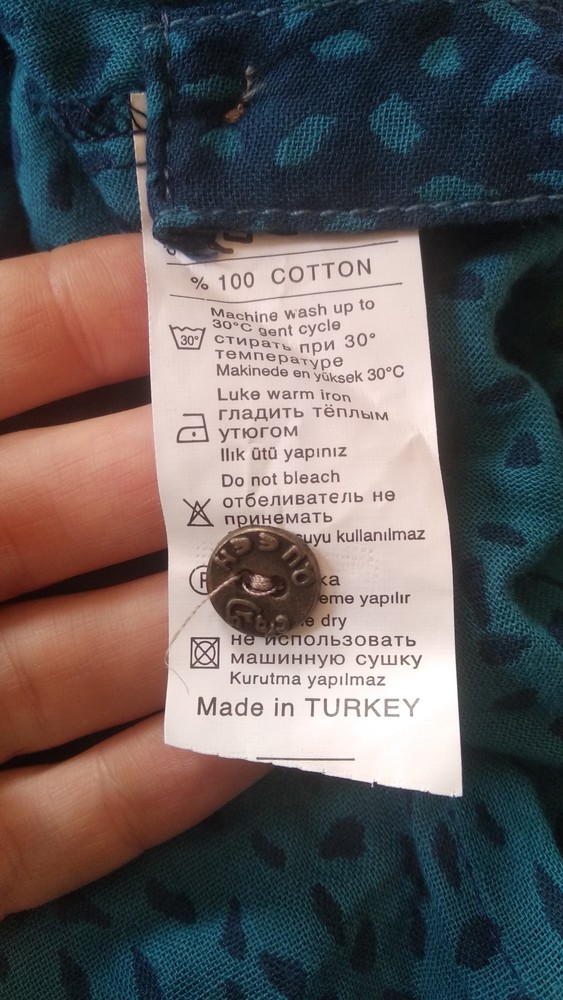 % 100 COTTON
Machine wash up to
30°C gent cycle
30°
стирать при 30°
температуре
Makinede en yüksek 30°C
Luke warm iron
гладить тёплым
утюгом
Ilık ütü yapınız
Do not bleach
отбеливатель не
принемать
suyu kullanılmaz
yapılır
dry
не использовать
машинную сушку
Kurutma yapılmaz
Made in TURKEY